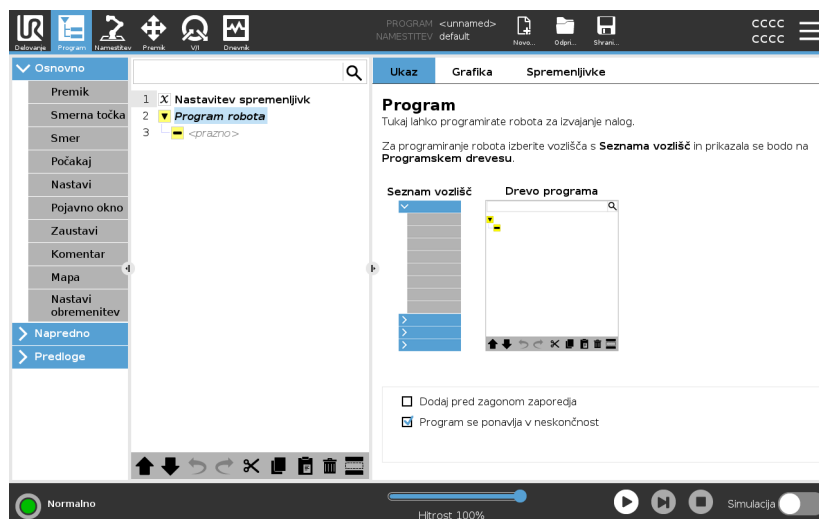 PROGRAM <unnamed>
NAMESTITEV default
cccc
cccc
Delovanje Program Namestitev Premik V/I Dnevnik
Novo... Odpri... Shrani...
Osnovno
Premik
Smerna točka
Smer
Počakaj
Nastavi
Pojavno okno
Zaustavi
Komentar
Mapa
Nastavi
obremenitev
Napredno
Predloge
1 X Nastavitev spremenljivk
2 Program robota
3 <prazno>
Ukaz Grafika Spremenljivke
Program
Tukaj lahko programirate robota za izvajanje nalog.
Za programiranje robota izberite vozlišča s Seznama vozlišč in prikazala se bodo na
Programskem drevesu.
Seznam vozlišč Drevo programa
Dodaj pred zagonom zaporedja
Program se ponavlja v neskončnost
Normalno
Hitrost 100%
Simulacija